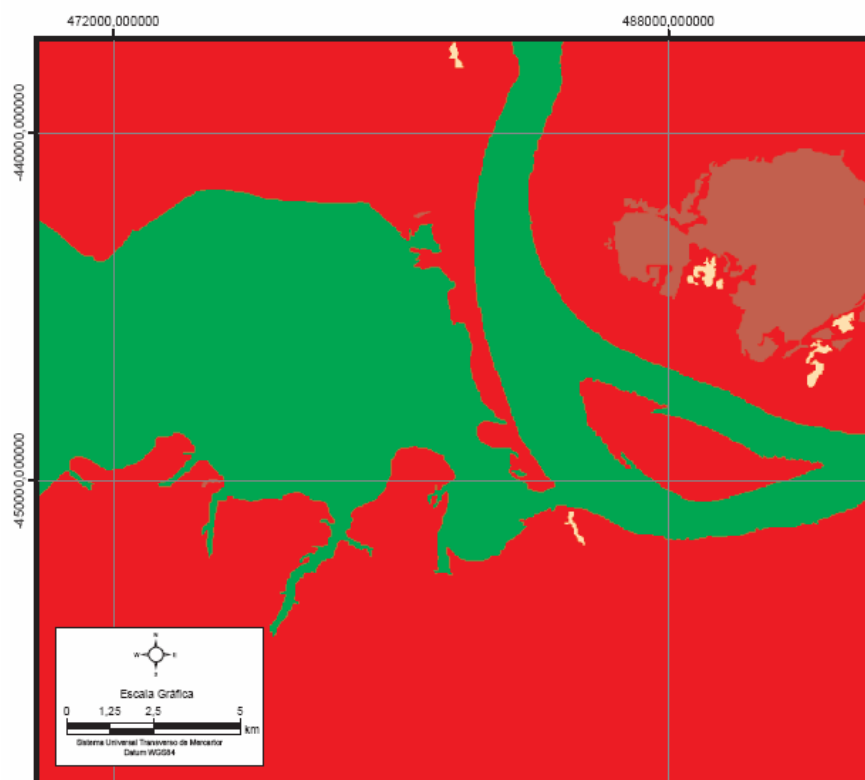 472000,000000 488000,000000
-440000,000000
-450000,000000
N
W E
S
Escala Gráfica
0 1,25 2,5 5
km
Sistema Universal Transverso de Mercartor
Datum WGS84